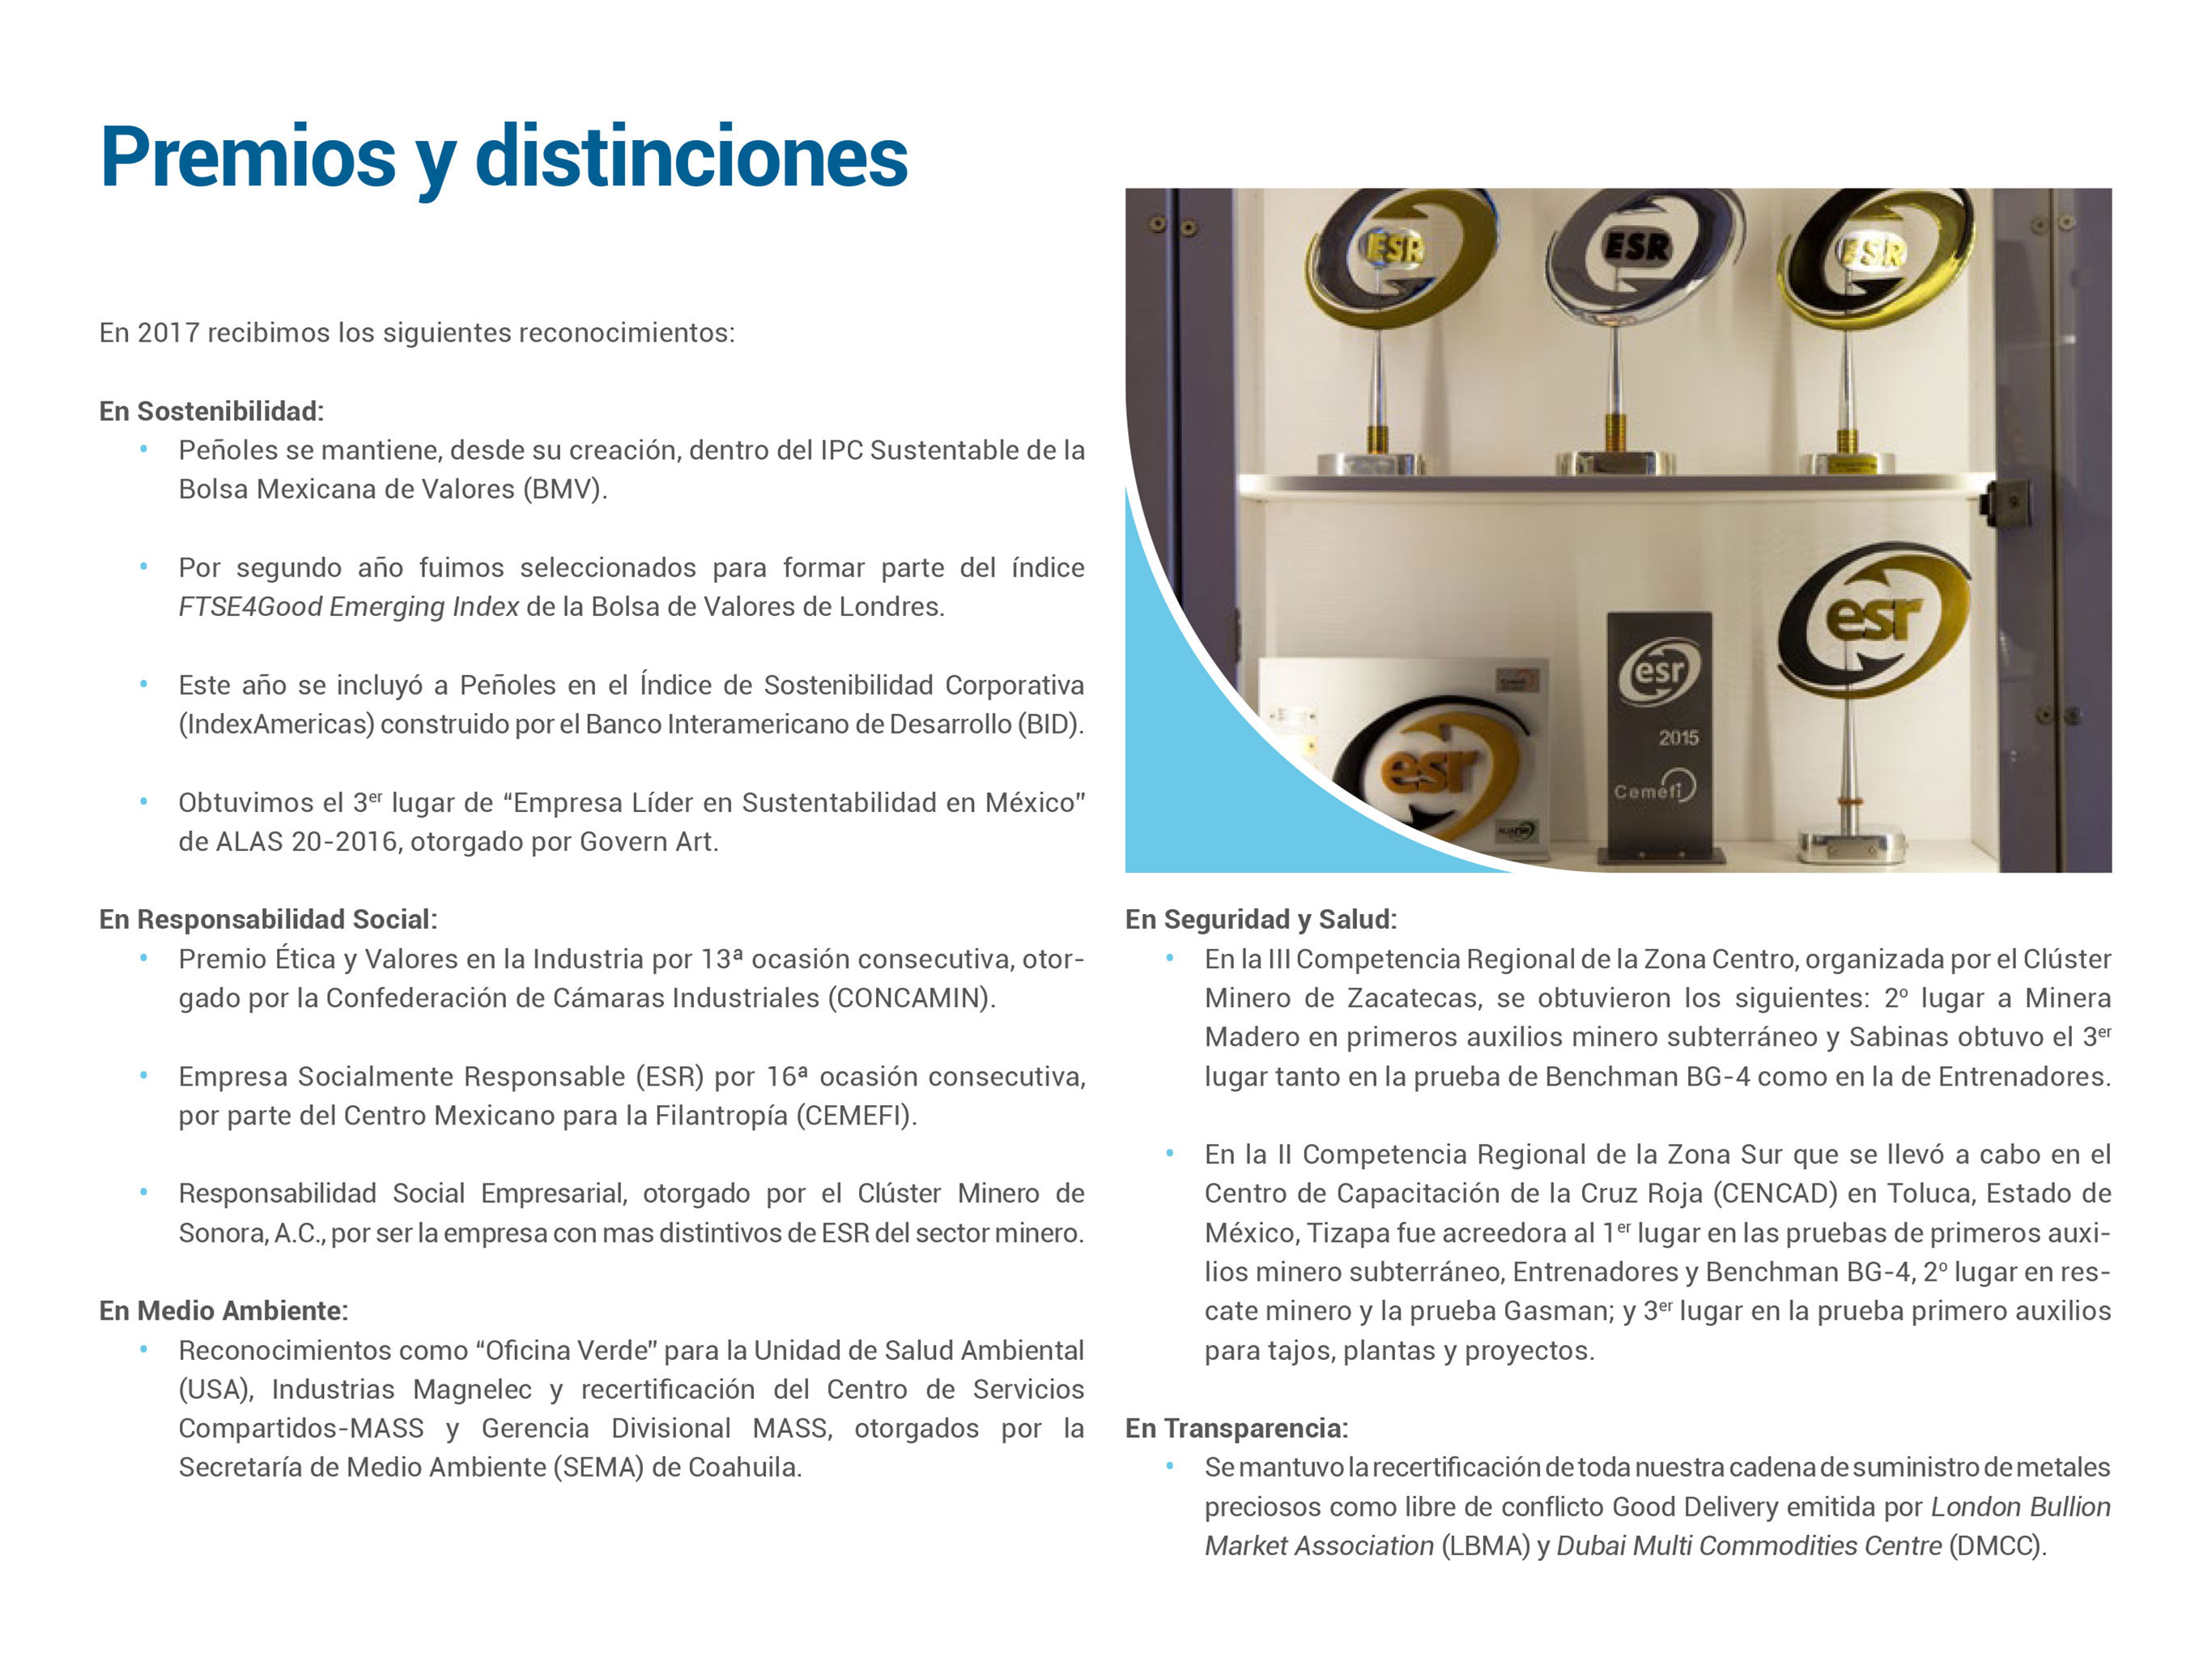 Premios y distinciones
En 2017 recibimos los siguientes reconocimientos:
En Sostenibilidad:
• Peñoles se mantiene, desde su creación, dentro del IPC Sustentable de la
Bolsa Mexicana de Valores (BMV).
• Por segundo año fuimos seleccionados para formar parte del índice
FTSE4Good Emerging Index de la Bolsa de Valores de Londres.
• Este año se incluyó a Peñoles en el Índice de Sostenibilidad Corporativa
(IndexAmericas) construido por el Banco Interamericano de Desarrollo (BID).
• Obtuvimos el 3er lugar de “Empresa Líder en Sustentabilidad en México”
de ALAS 20-2016, otorgado por Govern Art.
En Responsabilidad Social:
• Premio Ética y Valores en la Industria por 13ª ocasión consecutiva, otor-
gado por la Confederación de Cámaras Industriales (CONCAMIN).
• Empresa Socialmente Responsable (ESR) por 16ª ocasión consecutiva,
por parte del Centro Mexicano para la Filantropía (CEMEFI).
• Responsabilidad Social Empresarial, otorgado por el Clúster Minero de
Sonora, A.C., por ser la empresa con mas distintivos de ESR del sector minero.
En Medio Ambiente:
• Reconocimientos como “Oficina Verde” para la Unidad de Salud Ambiental
(USA), Industrias Magnelec y recertificación del Centro de Servicios
Compartidos-MASS y Gerencia Divisional MASS, otorgados por la
Secretaría de Medio Ambiente (SEMA) de Coahuila.
ESR
ESR
ESR
esr
esr
2015
Cemefi
esr
En Seguridad y Salud:
• En la III Competencia Regional de la Zona Centro, organizada por el Clúster
Minero de Zacatecas, se obtuvieron los siguientes: 2º lugar a Minera
Madero en primeros auxilios minero subterráneo y Sabinas obtuvo el 3er
lugar tanto en la prueba de Benchman BG-4 como en la de Entrenadores.
• En la II Competencia Regional de la Zona Sur que se llevó a cabo en el
Centro de Capacitación de la Cruz Roja (CENCAD) en Toluca, Estado de
México, Tizapa fue acreedora al 1er lugar en las pruebas de primeros auxi-
lios minero subterráneo, Entrenadores y Benchman BG-4, 2º lugar en res-
cate minero y la prueba Gasman; y 3er lugar en la prueba primero auxilios
para tajos, plantas y proyectos.
En Transparencia:
• Se mantuvo la recertificación de toda nuestra cadena de suministro de metales
preciosos como libre de conflicto Good Delivery emitida por London Bullion
Market Association (LBMA) y Dubai Multi Commodities Centre (DMCC).